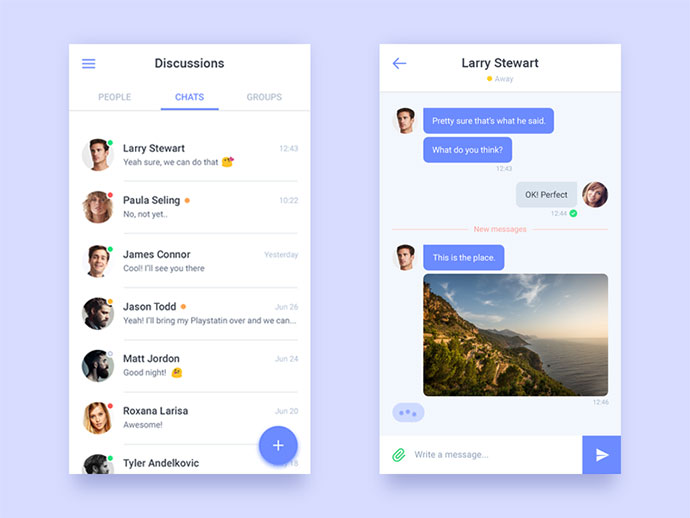 Discussions
PEOPLE CHATS GROUPS
Larry Stewart 12:43
Yeah sure, we can do that
Paula Seling 10:22
No, not yet..
James Connor Yesterday
Cool! I'll see you there
Jason Todd Jun 26
Yeah! I'll bring my Playstatin over and we can...
Matt Jordon Jun 24
Good night!
Roxana Larisa Jun 20
Awesome!
Tyler Andelkovic
Larry Stewart
Away
Pretty sure that's what he said.
What do you think?
12:43
OK! Perfect
12:44
New messages
This is the place.
12:46
Write a message...